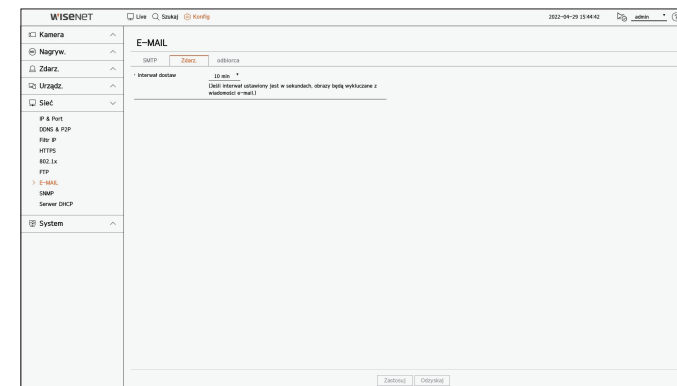 WISENET
Live Szukaj Konfig 2022-04-29 15:44:42 admin
Kamera
Nagryw.
Zdarz.
Urządz.
Sieć
IP & Port
DDNS & P2P
Filtr IP
HTTPS
802.1x
FTP
E-MAIL
SNMP
Serwer DHCP
System
E-MAIL
SMTP Zdarz. odbiorca
Interwał dostaw 10 min
(Jeśli interwał ustawiony jest w sekundach, obrazy będą wykluczane z
wiadomości e-mail.)
Zastosuj Odzyskaj